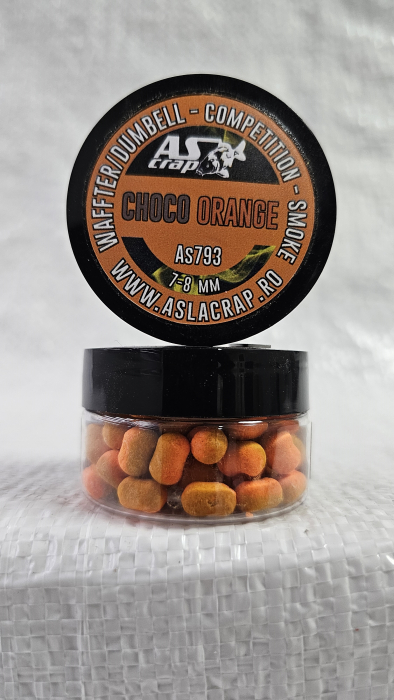 WAFFTER/DUMBELL - COMPETITION - SMOKE
AS
crap
CHOCO ORANGE
As793
7-8 MM
WWW.ASLACRAP.RO